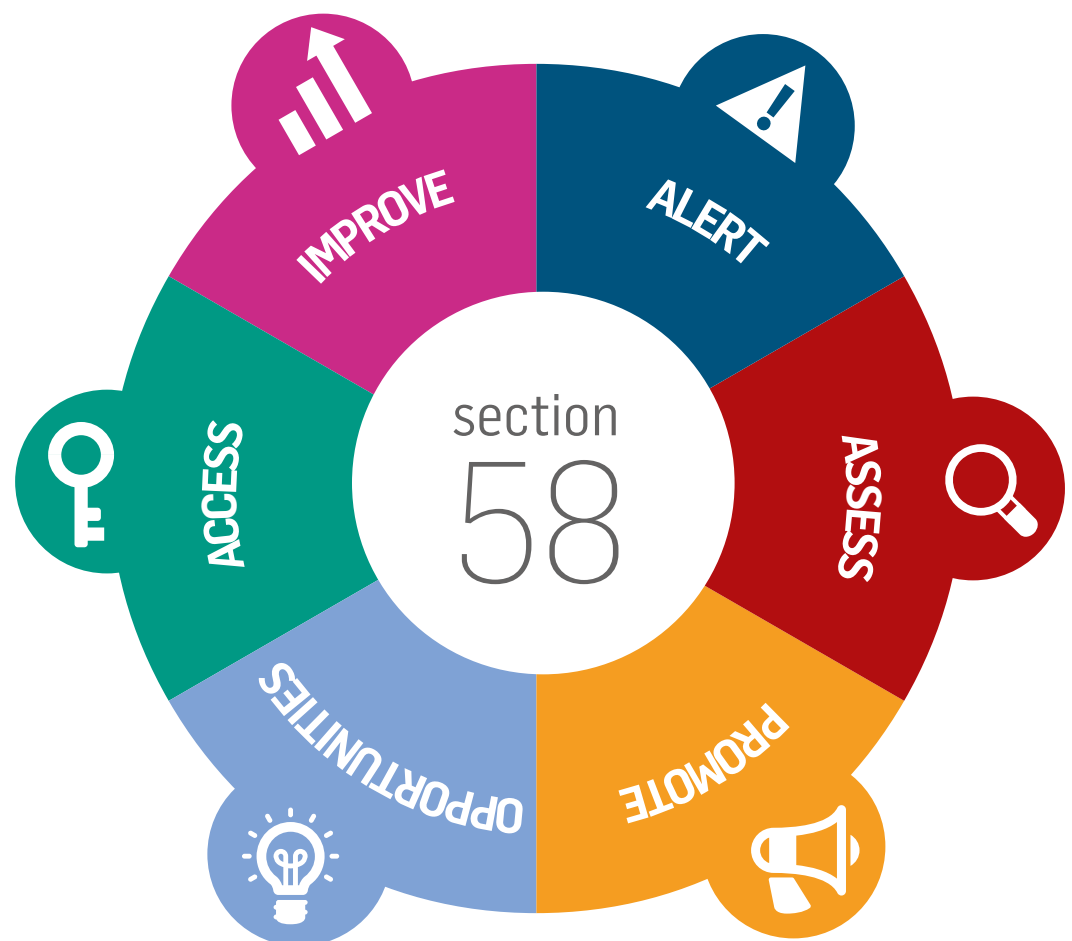 section
58
ALERT
ASSESS
PROMOTE
OPPORTUNITIES
ACCESS
IMPROVE